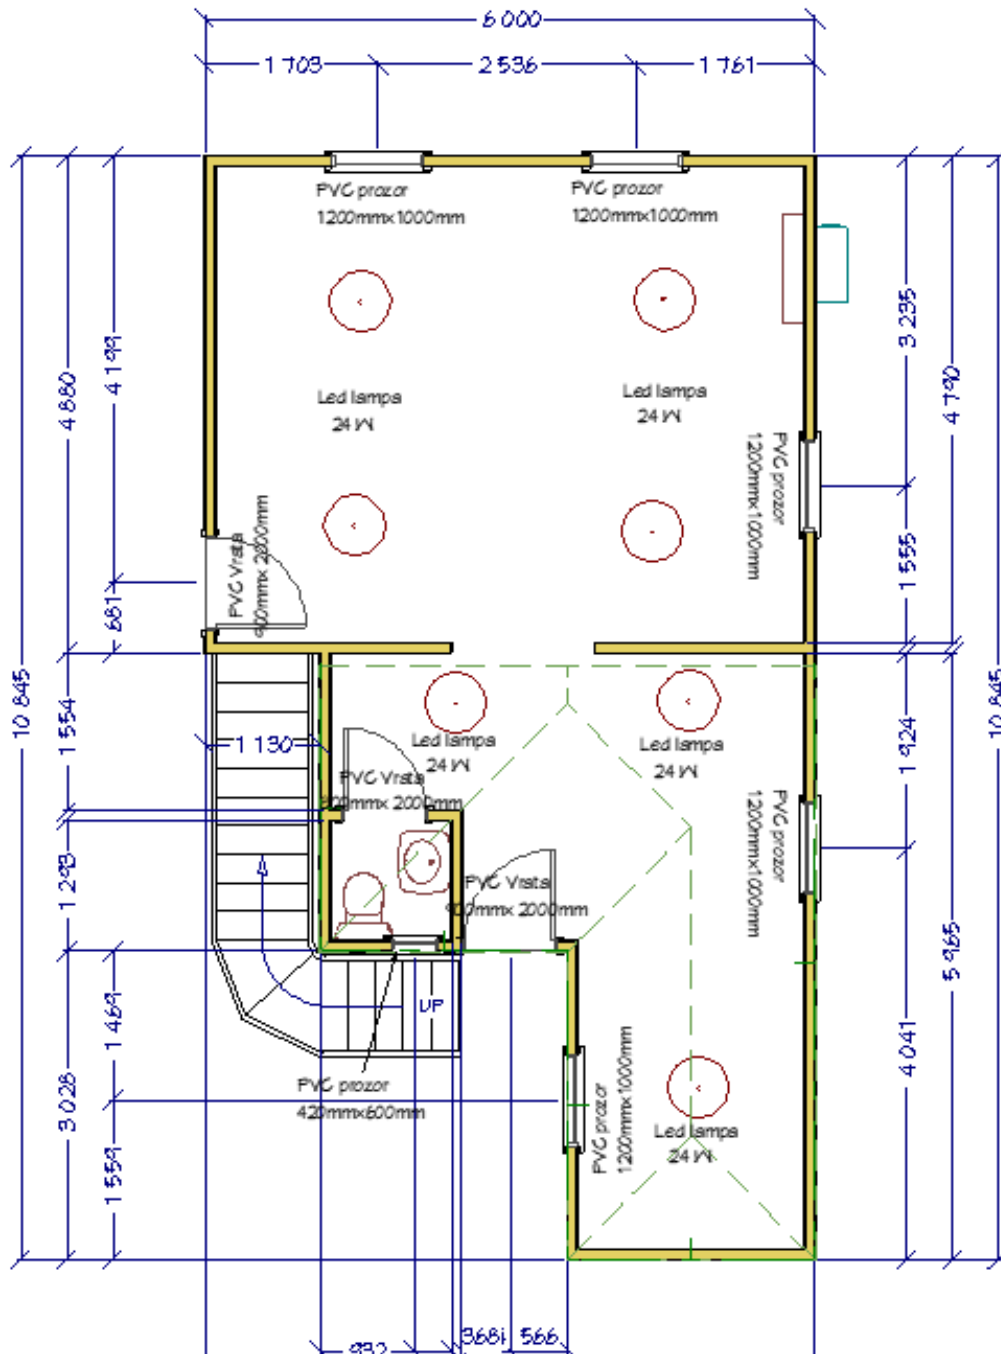 6 000
1 703
2 536
1 761
PVC prozor
1200mmx1000mm
PVC prozor
1200mmx1000mm
Led lampa
24 W
Led lampa
24 W
PVC prozor
1200mmx1000mm
PVC Vrata
900mmx 2000mm
10 845
4 880
4 199
681
1 554
1 293
3 028
1 469
1 559
3 235
1 555
4 790
10 845
1 924
4 041
5 965
1 130
Led lampa
24 W
Led lampa
24 W
PVC Vrata
800mmx 2000mm
PVC Vrata
900mmx 2000mm
PVC prozor
1200mmx1000mm
UP
PVC prozor
420mmx600mm
PVC prozor
1200mmx1000mm
Led lampa
24 W
932
566